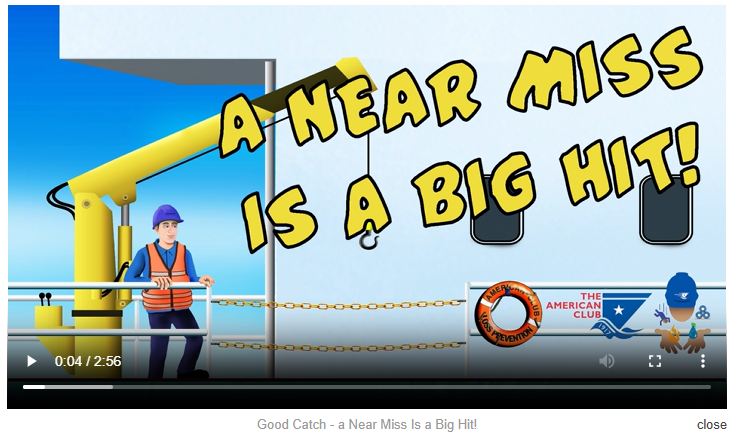 A NEAR MISS
IS A BIG HIT!
AMERICAN CLUB
LOSS PREVENTION
THE
AMERICAN
CLUB
0:04 / 2:56
Good Catch - a Near Miss Is a Big Hit!
close